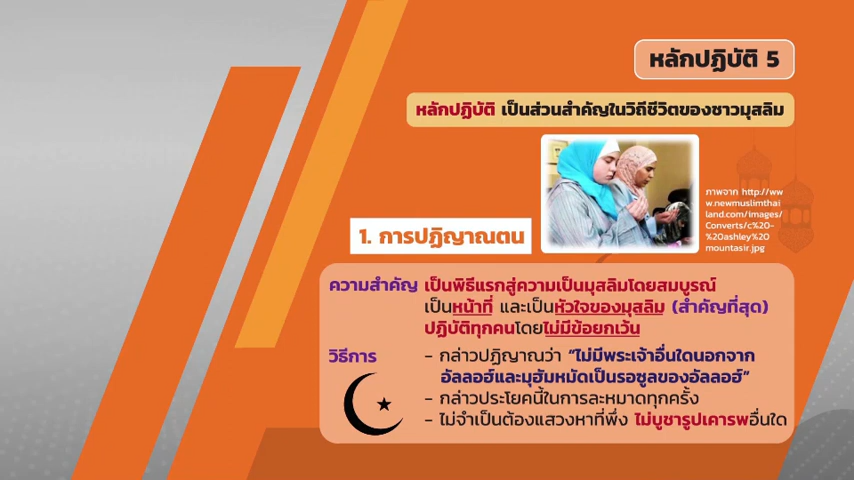 หลักปฏิบัติ 5
หลักปฏิบัติ เป็นส่วนสำคัญในวิถีชีวิตของชาวมุสลิม
ภาพจาก http://ww
w.newmuslimthai
land.com/images/
Converts/c%20-
%20ashley%20
mountasir.jpg
1. การปฏิญาณตน
ความสำคัญ เป็นพิธีแรกสู่ความเป็นมุสลิมโดยสมบูรณ์
เป็นหน้าที่ และเป็นหัวใจของมุสลิม (สำคัญที่สุด)
ปฏิบัติทุกคนโดยไม่มีข้อยกเว้น
วิธีการ - กล่าวปฏิญาณว่า “ไม่มีพระเจ้าอื่นใดนอกจาก
อัลลอฮ์และมุฮัมหมัดเป็นรอซูลของอัลลอฮ์”
- กล่าวประโยคนี้ในการละหมาดทุกครั้ง
- ไม่จำเป็นต้องแสวงหาที่พึ่ง ไม่บูชารูปเคารพอื่นใด